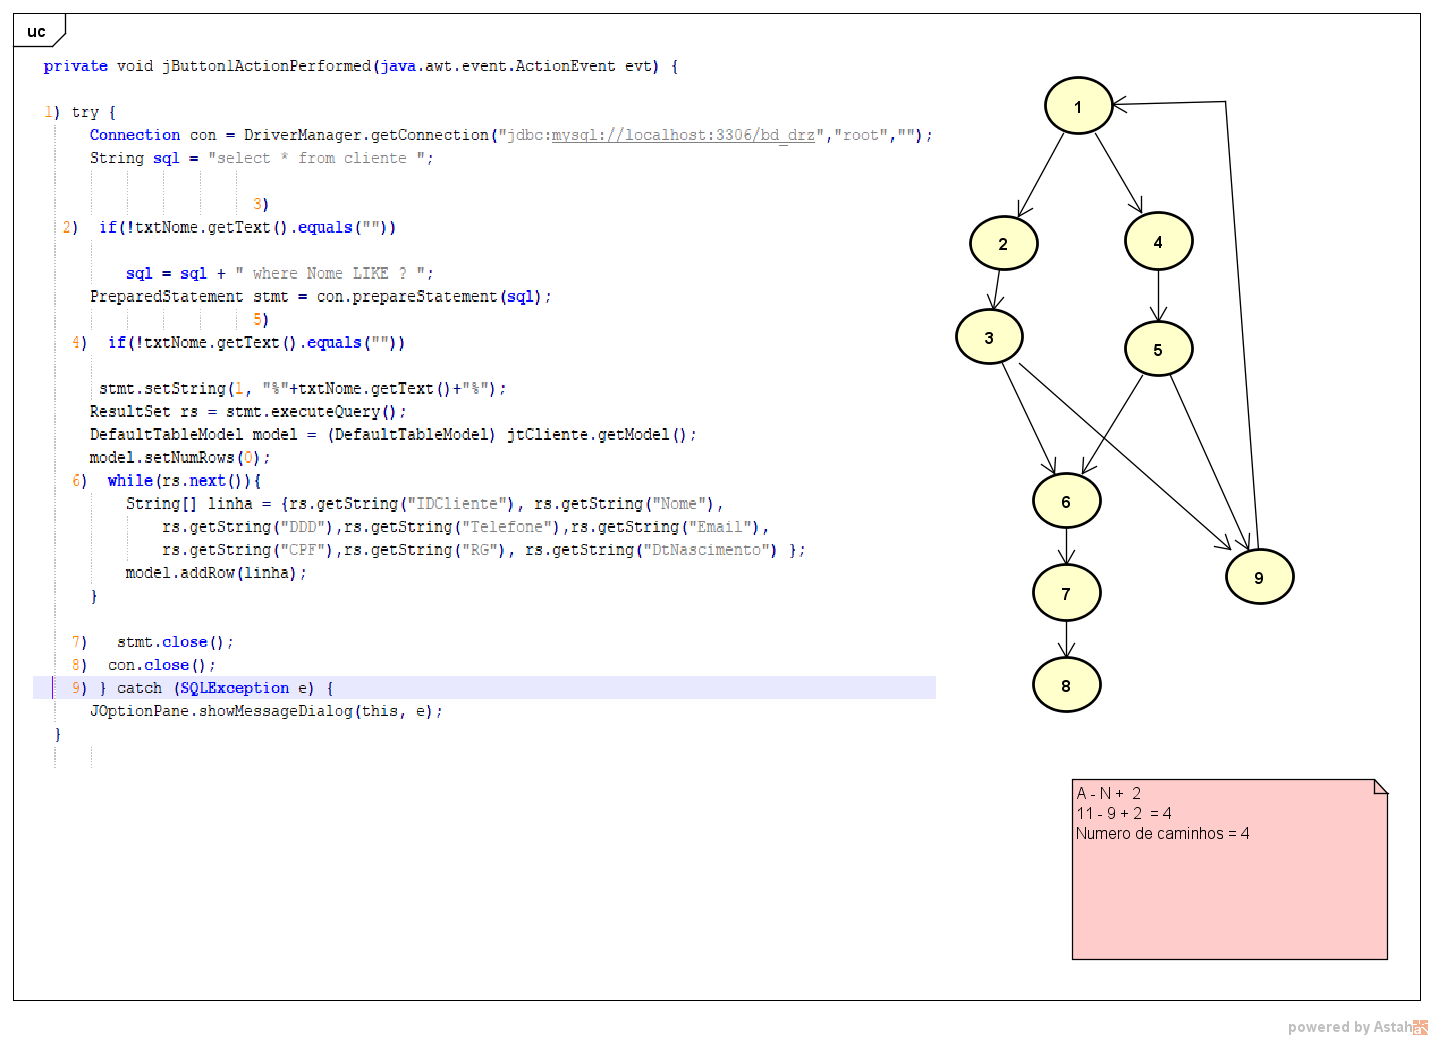 uc
private void jButton1ActionPerformed(java.awt.event.ActionEvent evt) {
1) try {
Connection con = DriverManager.getConnection("jdbc:mysql://localhost:3306/bd_drz","root","");
String sql = "select * from cliente ";
3)
2) if(!txtNome.getText().equals(""))
sql = sql + " where Nome LIKE ? ";
PreparedStatement stmt = con.prepareStatement(sql);
5)
4) if(!txtNome.getText().equals(""))
stmt.setString(1, "%"+txtNome.getText()+"%");
ResultSet rs = stmt.executeQuery();
DefaultTableModel model = (DefaultTableModel) jtCliente.getModel();
model.setNumRows(0);
6) while(rs.next()){
String[] linha = {rs.getString("IDCliente"), rs.getString("Nome"),
rs.getString("DDD"),rs.getString("Telefone"),rs.getString("Email"),
rs.getString("CPF"),rs.getString("RG"), rs.getString("DtNascimento") };
model.addRow(linha);
}
7) stmt.close();
8) con.close();
9) } catch (SQLException e) {
JOptionPane.showMessageDialog(this, e);
}
1
2
4
3
5
6
9
7
8
A - N + 2
11 - 9 + 2 = 4
Numero de caminhos = 4
powered by Astah